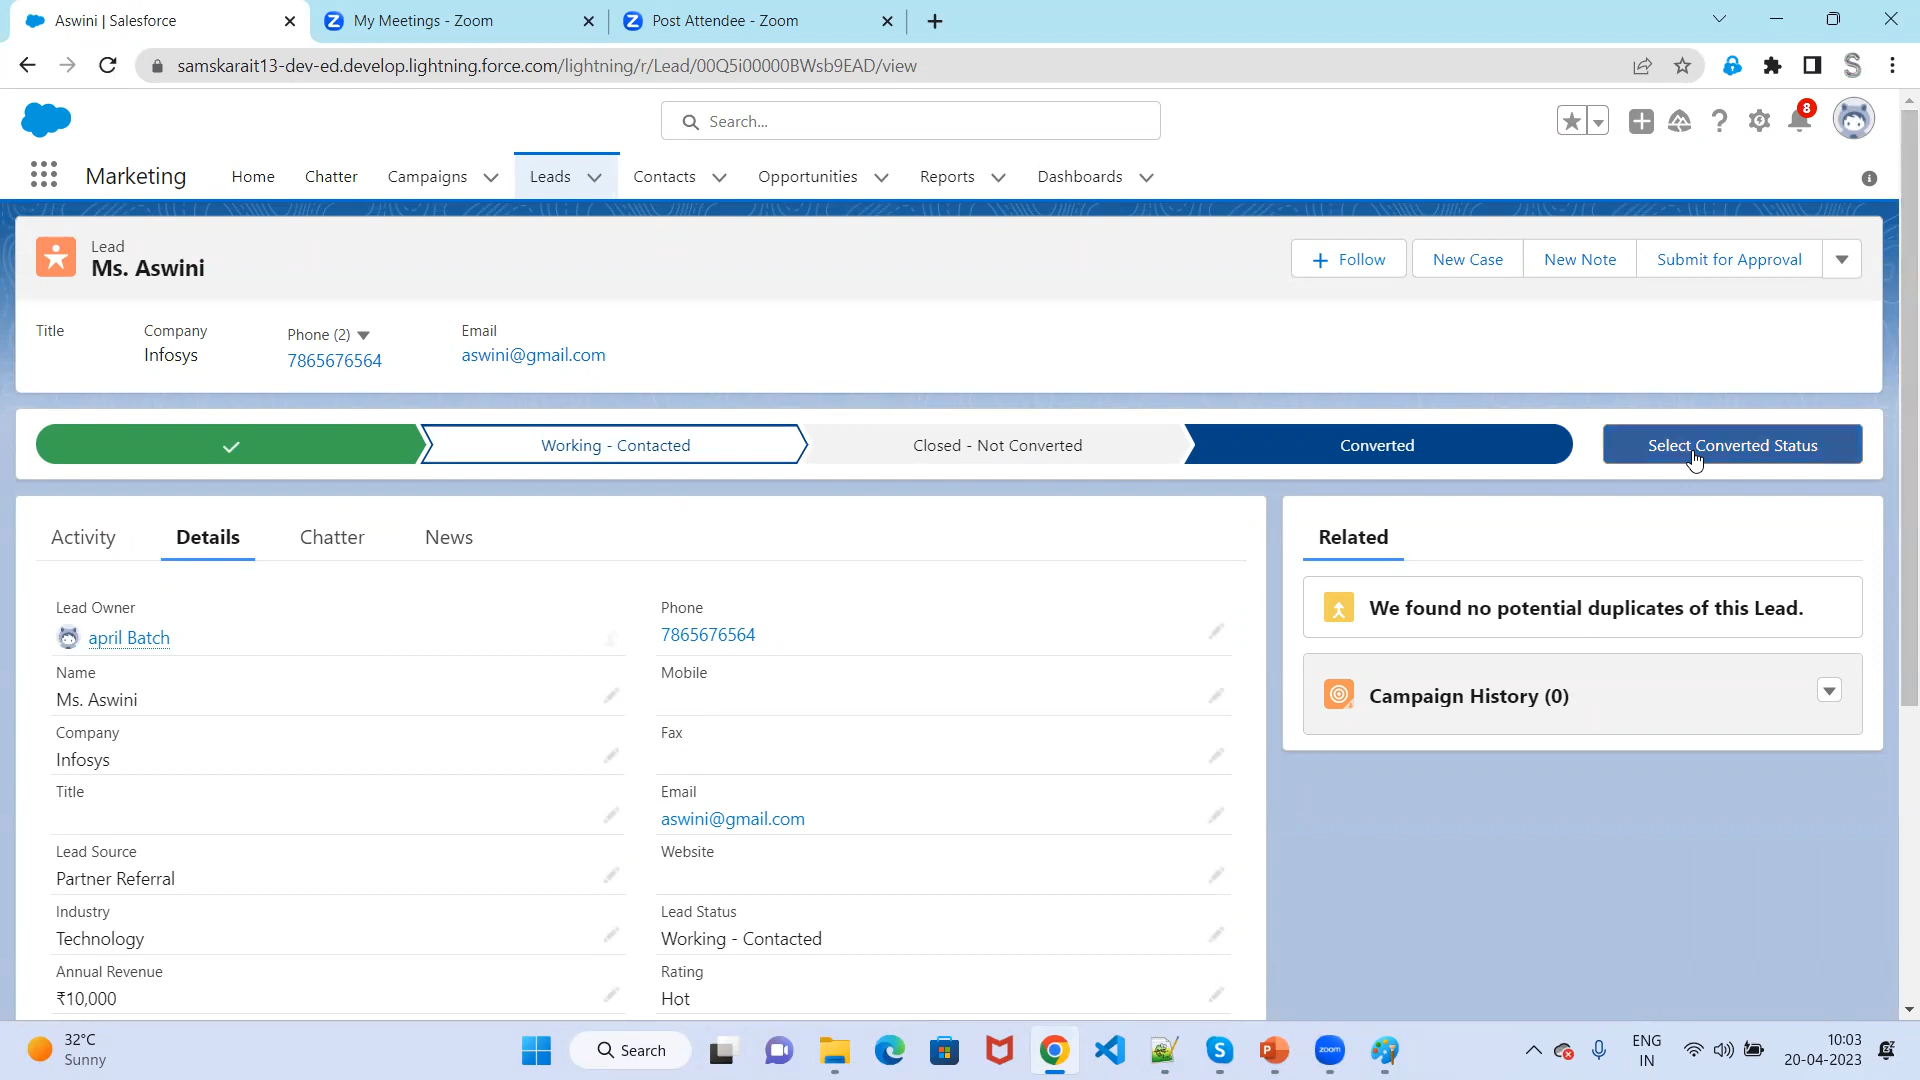 Aswini | Salesforce
My Meetings - Zoom
Post Attendee - Zoom
samskarait13-dev-ed.develop.lightning.force.com/lightning/r/Lead/00Q5i00000BWsb9EAD/view
Search...
8
Marketing
Home
Chatter
Campaigns
Leads
Contacts
Opportunities
Reports
Dashboards
Lead
Ms. Aswini
Follow
New Case
New Note
Submit for Approval
Title
Company
Phone (2)
Email
Infosys
7865676564
aswini@gmail.com
Working - Contacted
Closed - Not Converted
Converted
Select Converted Status
Activity
Details
Chatter
News
Lead Owner
april Batch
Name
Ms. Aswini
Company
Infosys
Title
Lead Source
Partner Referral
Industry
Technology
Annual Revenue
₹10,000
Phone
7865676564
Mobile
Fax
Email
aswini@gmail.com
Website
Lead Status
Working - Contacted
Rating
Hot
Related
We found no potential duplicates of this Lead.
Campaign History (0)
32°C
Sunny
Search
zoom
ENG
IN
10:03
20-04-2023